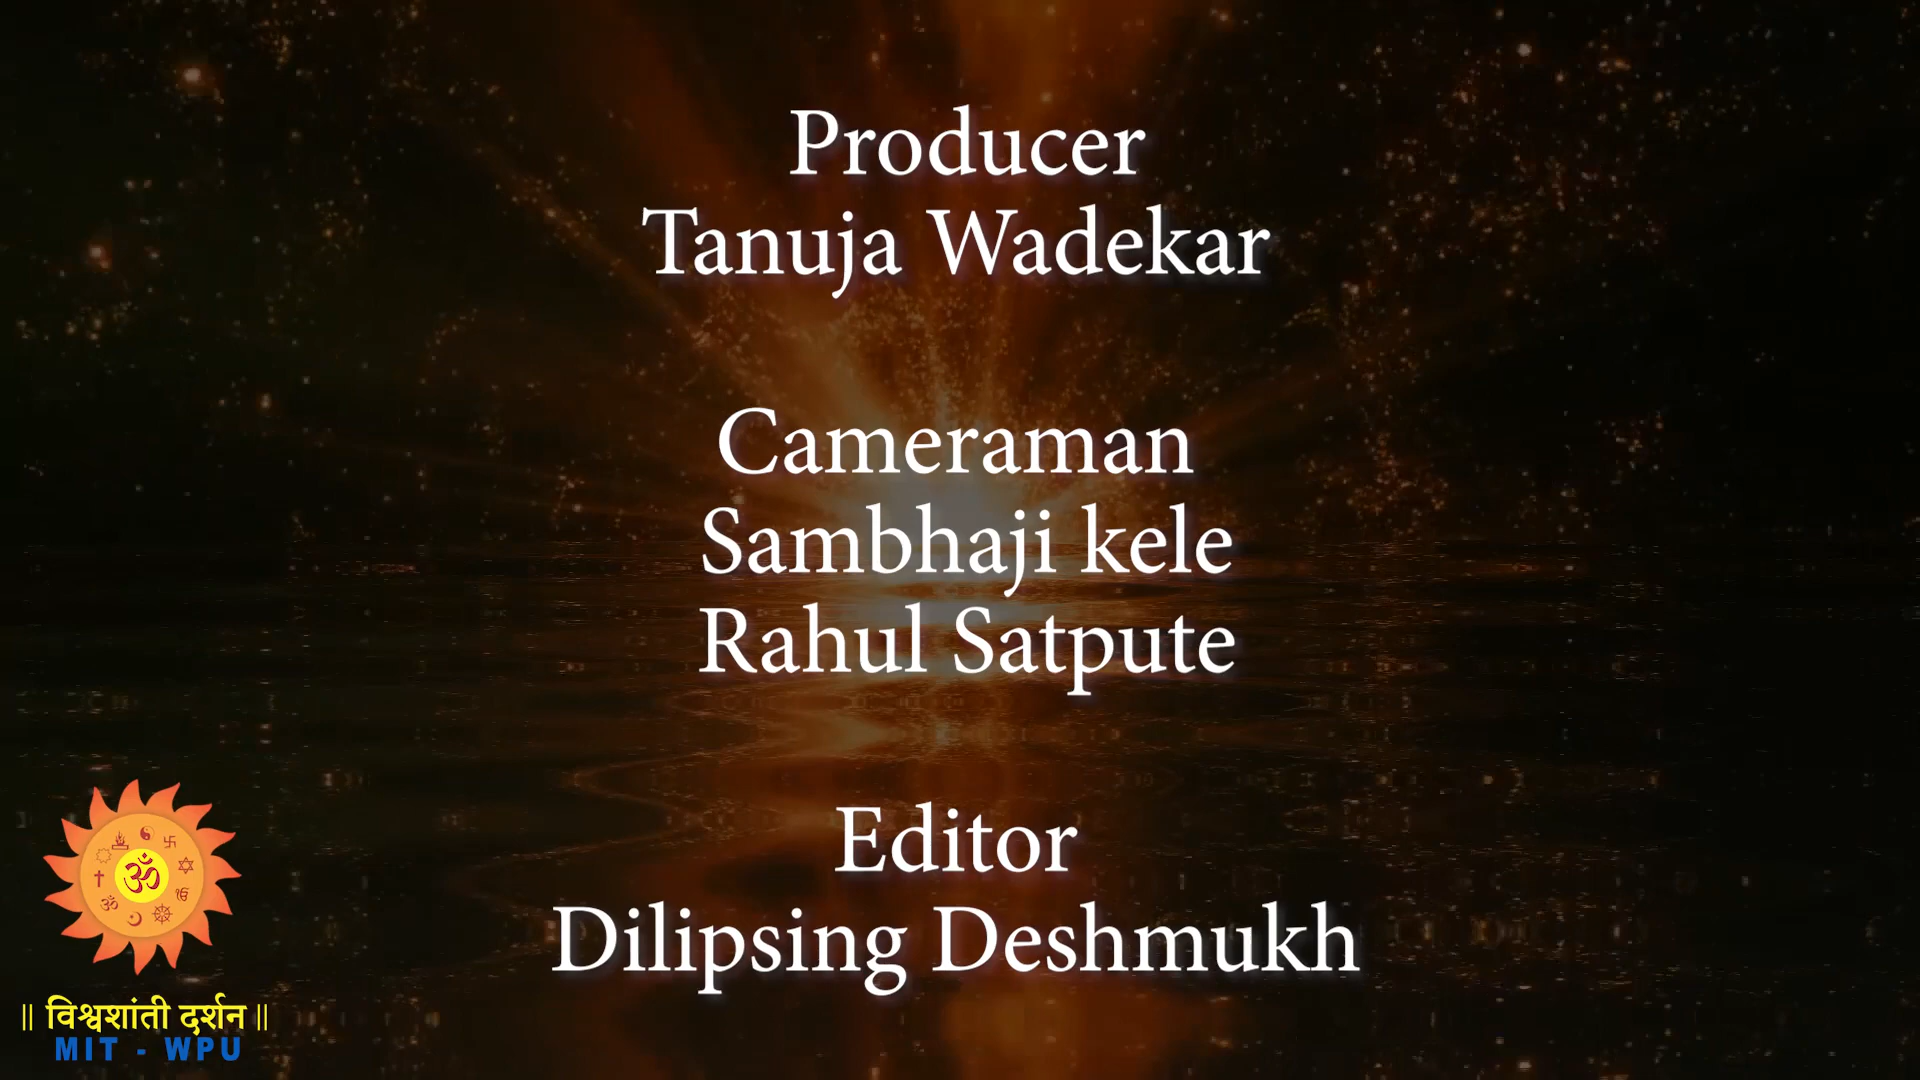 Producer
Tanuja Wadekar
Cameraman
Sambhaji kele
Rahul Satpute
Editor
Dilipsing Deshmukh
॥ विश्वशांती दर्शन ॥
MIT - WPU